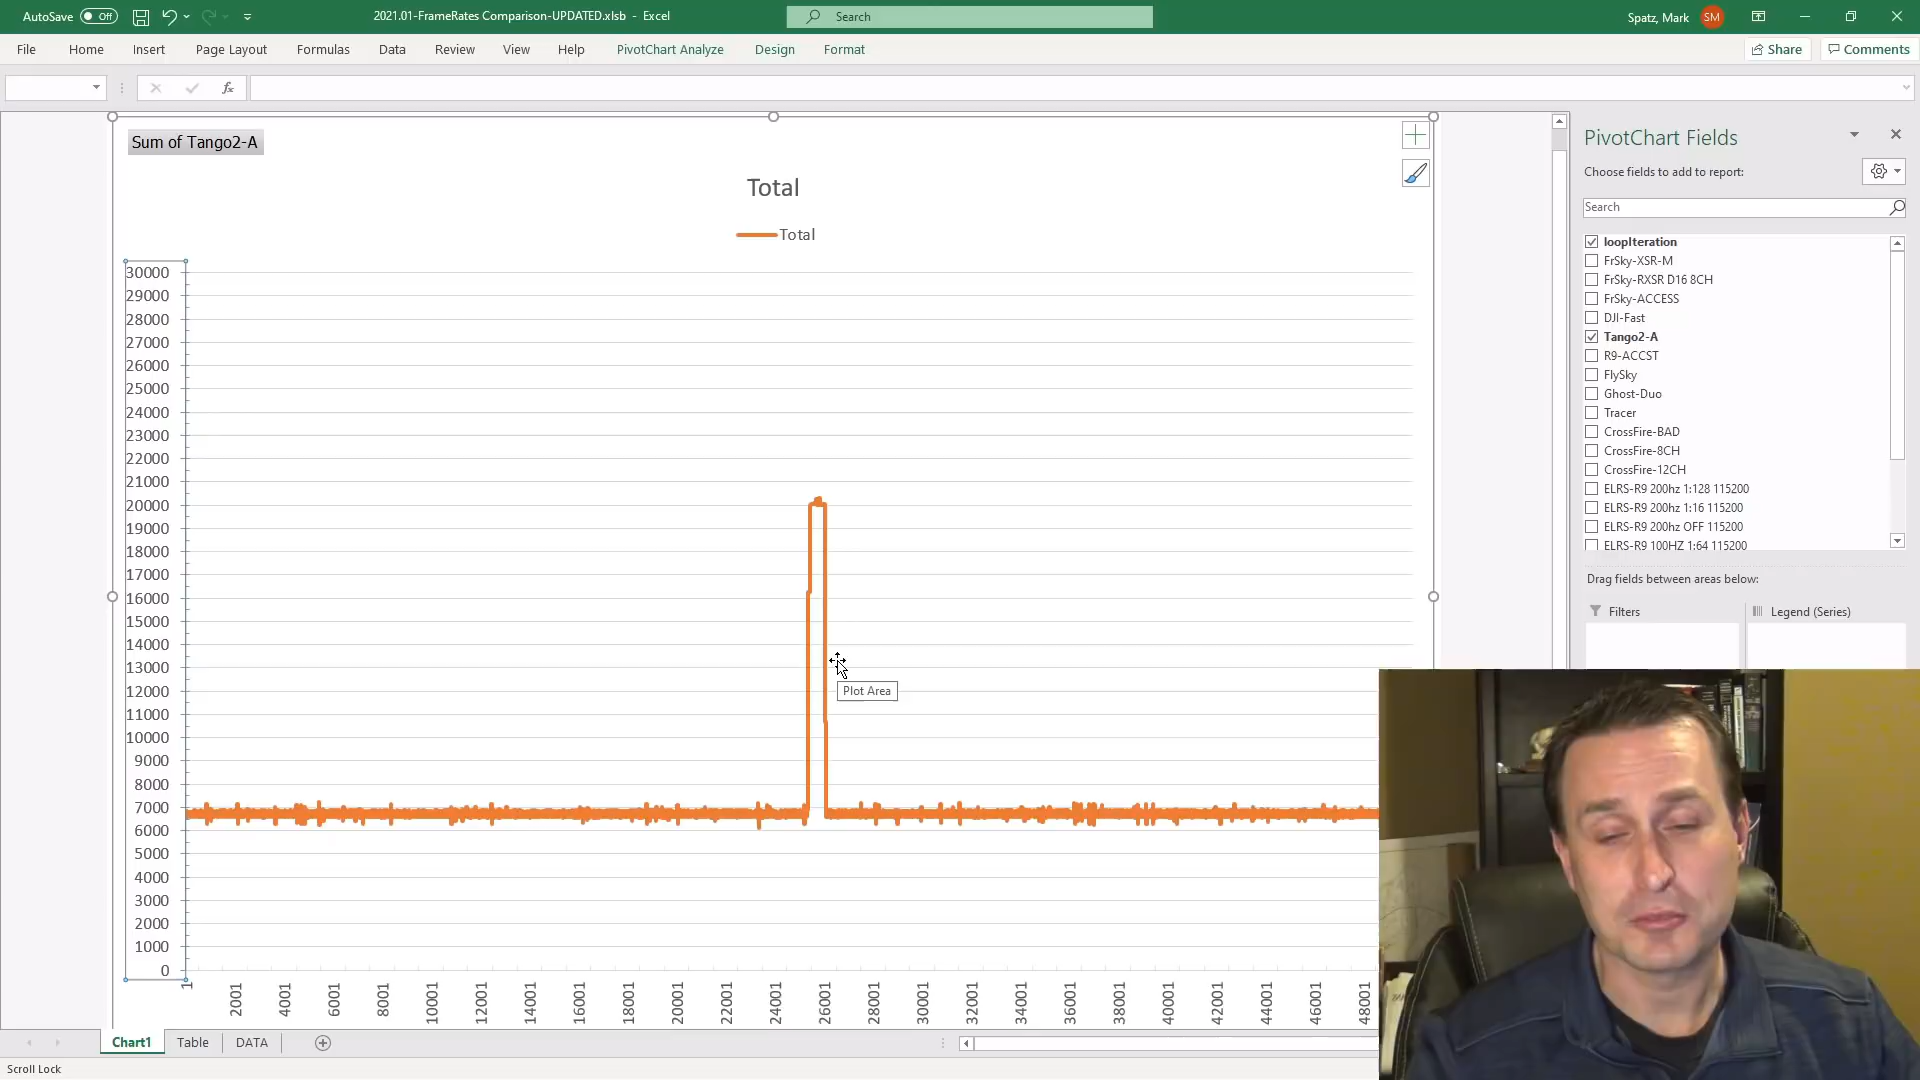 AutoSave Off 2021.01-FrameRates Comparison-UPDATED.xlsb - Excel Search Spatz, Mark SM
File Home Insert Page Layout Formulas Data Review View Help PivotChart Analyze Design Format Share Comments
fx
Sum of Tango2-A
Total
Total
30000
29000
28000
27000
26000
25000
24000
23000
22000
21000
20000
19000
18000
17000
16000
15000
14000
13000
12000
11000
10000
9000
8000
7000
6000
5000
4000
3000
2000
1000
0
1 2001 4001 6001 8001 10001 12001 14001 16001 18001 20001 22001 24001 26001 28001 30001 32001 34001 36001 38001 40001 42001 44001 46001 48001
Plot Area
PivotChart Fields
Choose fields to add to report:
Search
loopIteration
FrSky-XSR-M
FrSky-RXSR D16 8CH
FrSky-ACCESS
DJI-Fast
Tango2-A
R9-ACCST
FlySky
Ghost-Duo
Tracer
CrossFire-BAD
CrossFire-8CH
CrossFire-12CH
ELRS-R9 200hz 1:128 115200
ELRS-R9 200hz 1:16 115200
ELRS-R9 200hz OFF 115200
ELRS-R9 100HZ 1:64 115200
Drag fields between areas below:
Filters Legend (Series)
Chart1 Table DATA
Scroll Lock